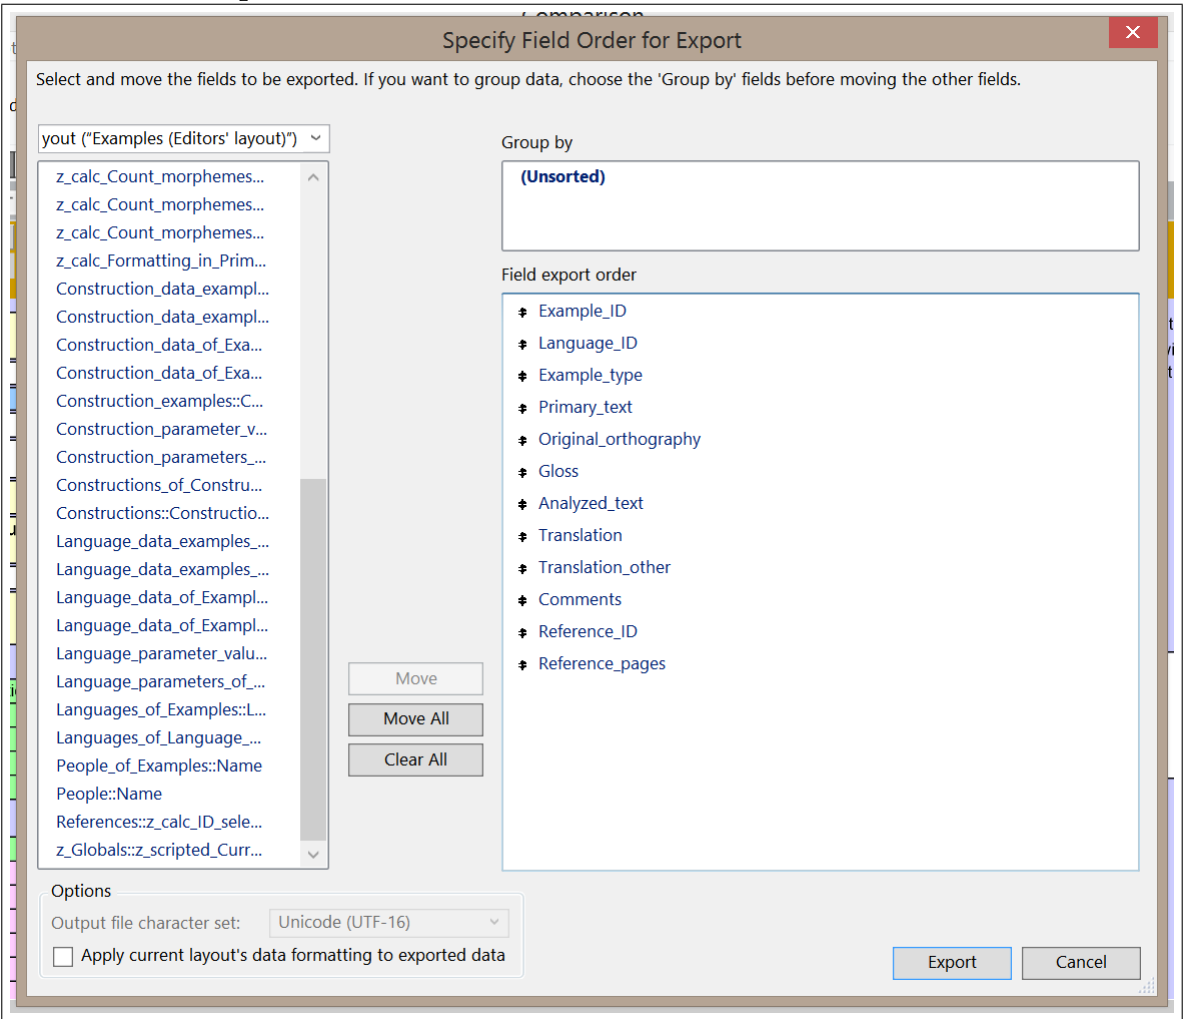 Comparison
Specify Field Order for Export
Select and move the fields to be exported. If you want to group data, choose the 'Group by' fields before moving the other fields.
yout ("Examples (Editors' layout)")
z_calc_Count_morphemes...
z_calc_Count_morphemes...
z_calc_Count_morphemes...
z_calc_Formatting_in_Prim...
Construction_data_exampl...
Construction_data_exampl...
Construction_data_of_Exa...
Construction_data_of_Exa...
Construction_examples::C...
Construction_parameter_v...
Construction_parameters_...
Constructions_of_Constru...
Constructions::Constructio...
Language_data_examples_...
Language_data_examples_...
Language_data_of_Exampl...
Language_data_of_Exampl...
Language_parameter_valu...
Language_parameters_of_...
Languages_of_Examples::L...
Languages_of_Language_...
People_of_Examples::Name
People::Name
References::z_calc_ID_sele...
z_Globals::z_scripted_Curr...
Move
Move All
Clear All
Group by
(Unsorted)
Field export order
Example_ID
Language_ID
Example_type
Primary_text
Original_orthography
Gloss
Analyzed_text
Translation
Translation_other
Comments
Reference_ID
Reference_pages
Options
Output file character set: Unicode (UTF-16)
Apply current layout's data formatting to exported data
Export
Cancel